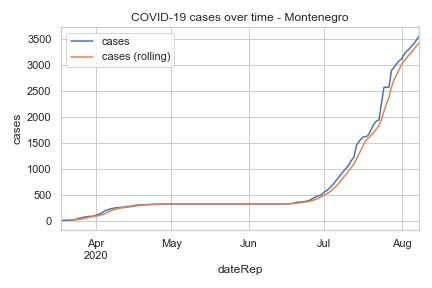 COVID-19 cases over time - Montenegro
cases
cases (rolling)
3500
3000
2500
2000
1500
1000
500
0
cases
Apr
2020
May
Jun
Jul
Aug
dateRep